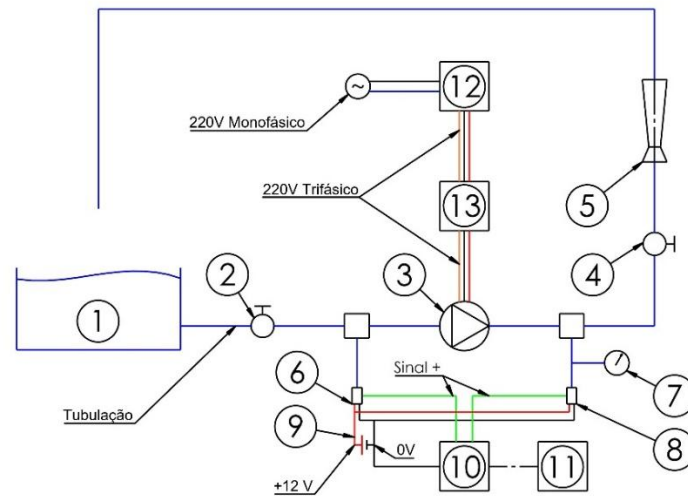 12
~
220V Monofásico
5
220V Trifásico
13
2
3
4
1
Sinal +
6
7
Tubulação
9
8
0V
10
11
+12 V